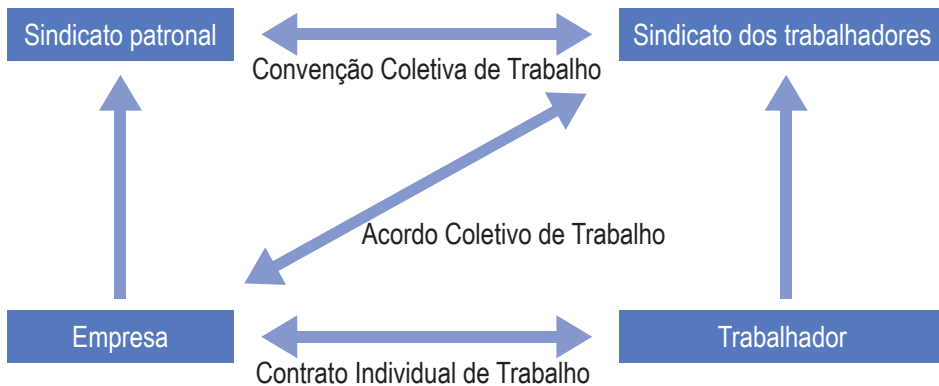 Sindicato patronal
Sindicato dos trabalhadores
Convenção Coletiva de Trabalho
Acordo Coletivo de Trabalho
Empresa
Trabalhador
Contrato Individual de Trabalho